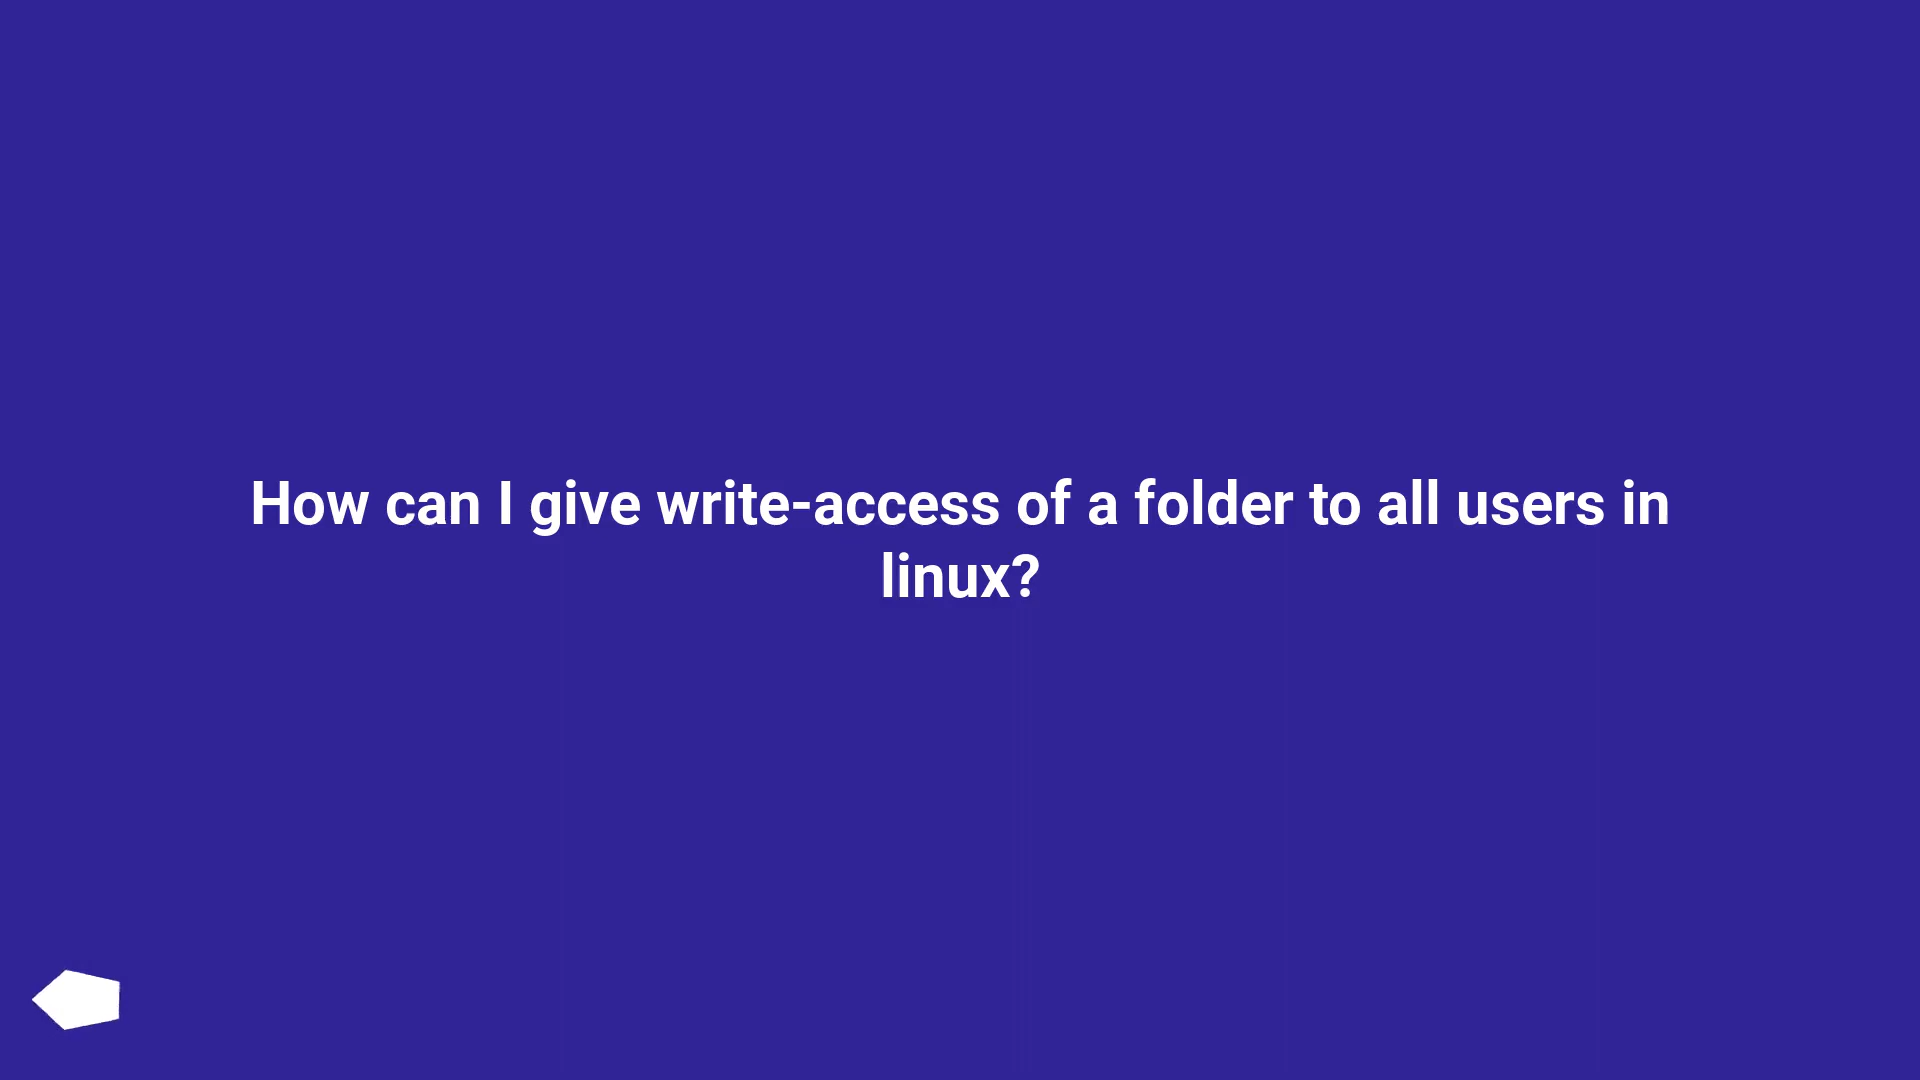 How can I give write-access of a folder to all users in
linux?